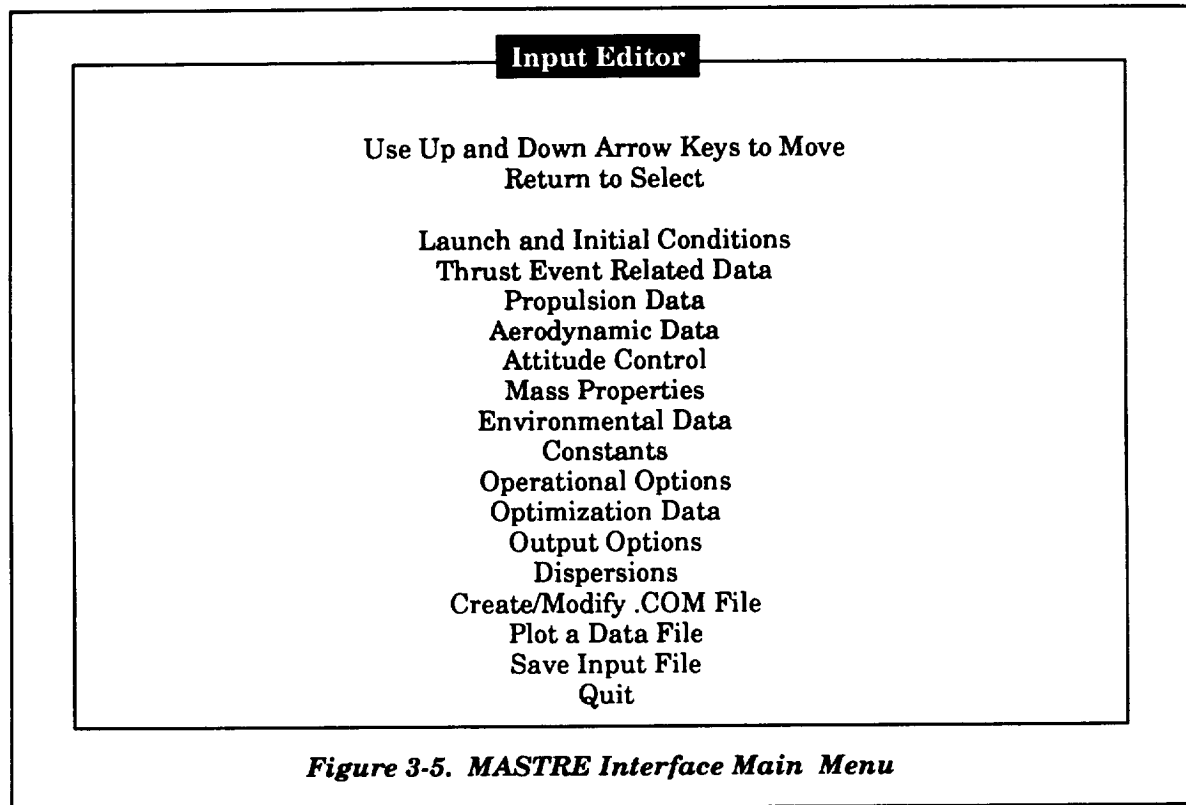 Input Editor
Use Up and Down Arrow Keys to Move
Return to Select
Launch and Initial Conditions
Thrust Event Related Data
Propulsion Data
Aerodynamic Data
Attitude Control
Mass Properties
Environmental Data
Constants
Operational Options
Optimization Data
Output Options
Dispersions
Create/Modify .COM File
Plot a Data File
Save Input File
Quit
Figure 3-5. MASTRE Interface Main Menu